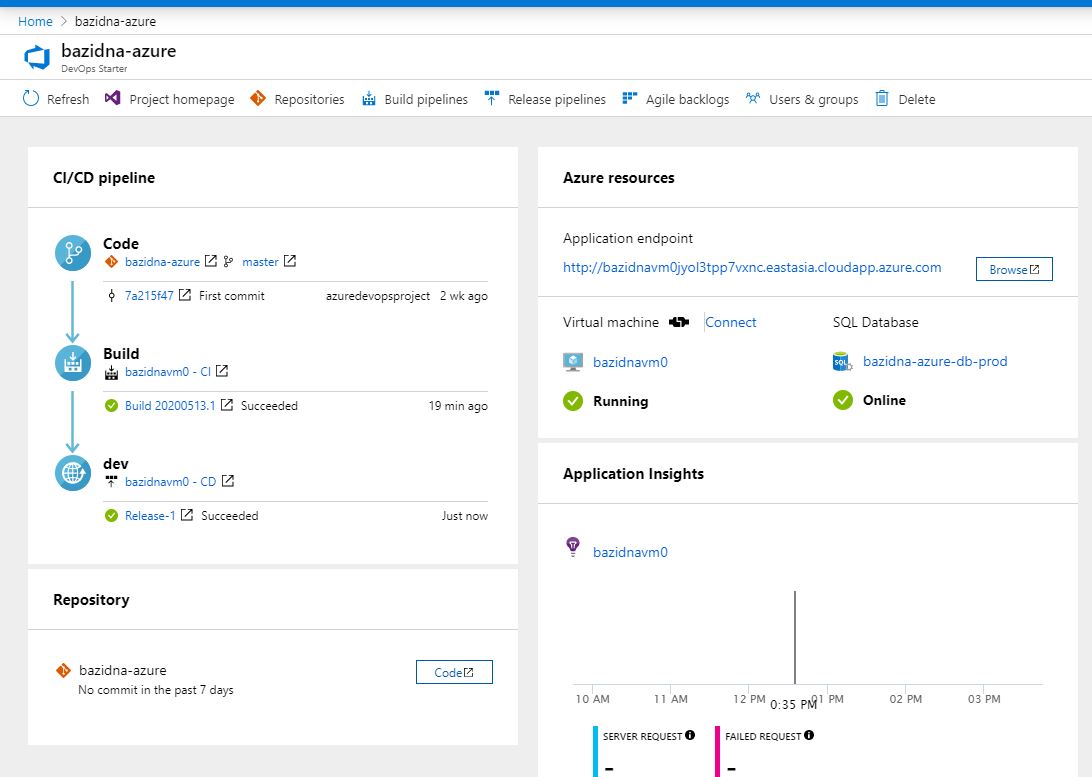 Home > bazidna-azure
bazidna-azure
DevOps Starter
Refresh Project homepage Repositories Build pipelines Release pipelines Agile backlogs Users & groups Delete
CI/CD pipeline
Code
bazidna-azure master
7a215f47 First commit azuredevopsproject 2 wk ago
Build
bazidnavm0 - CI
Build 20200513.1 Succeeded 19 min ago
dev
bazidnavm0 - CD
Release-1 Succeeded Just now
Repository
bazidna-azure
No commit in the past 7 days
Code
Azure resources
Application endpoint
http://bazidnavm0jyol3tpp7vxnc.eastasia.cloudapp.azure.com
Browse
Virtual machine Connect
bazidnavm0
Running
SQL Database
SQL
bazidna-azure-db-prod
Online
Application Insights
bazidnavm0
10 AM 11 AM 12 PM 01 PM 02 PM 03 PM
0:35 PM
SERVER REQUEST
--
FAILED REQUEST
--